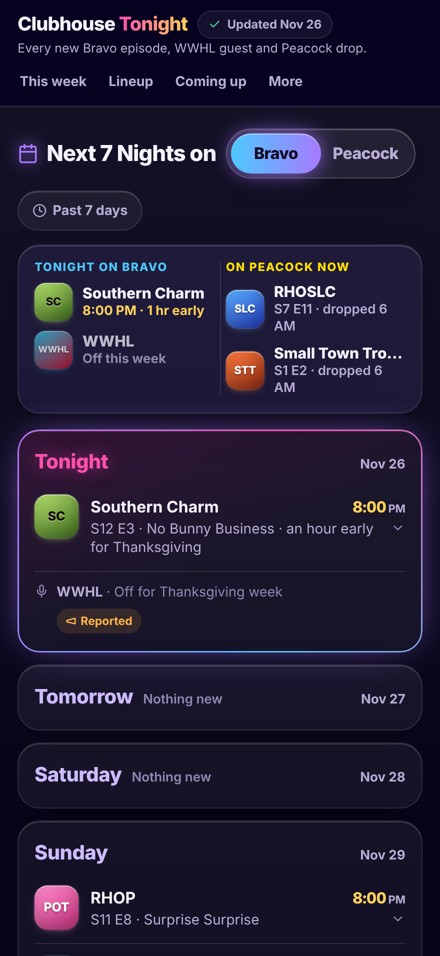 Clubhouse Tonight
Updated Nov 26
Every new Bravo episode, WWHL guest and Peacock drop.
This week Lineup Coming up More
Next 7 Nights on Bravo Peacock
Past 7 days
TONIGHT ON BRAVO
SC Southern Charm
8:00 PM · 1 hr early
WWHL WWHL
Off this week
ON PEACOCK NOW
RHOSLC
SLC S7 E11 · dropped 6
AM
Small Town Tro...
STT S1 E2 · dropped 6
AM
Tonight Nov 26
SC Southern Charm 8:00 PM
S12 E3 · No Bunny Business · an hour early
for Thanksgiving
WWHL · Off for Thanksgiving week
Reported
Tomorrow Nothing new Nov 27
Saturday Nothing new Nov 28
Sunday Nov 29
POT RHOP 8:00 PM
S11 E8 · Surprise Surprise